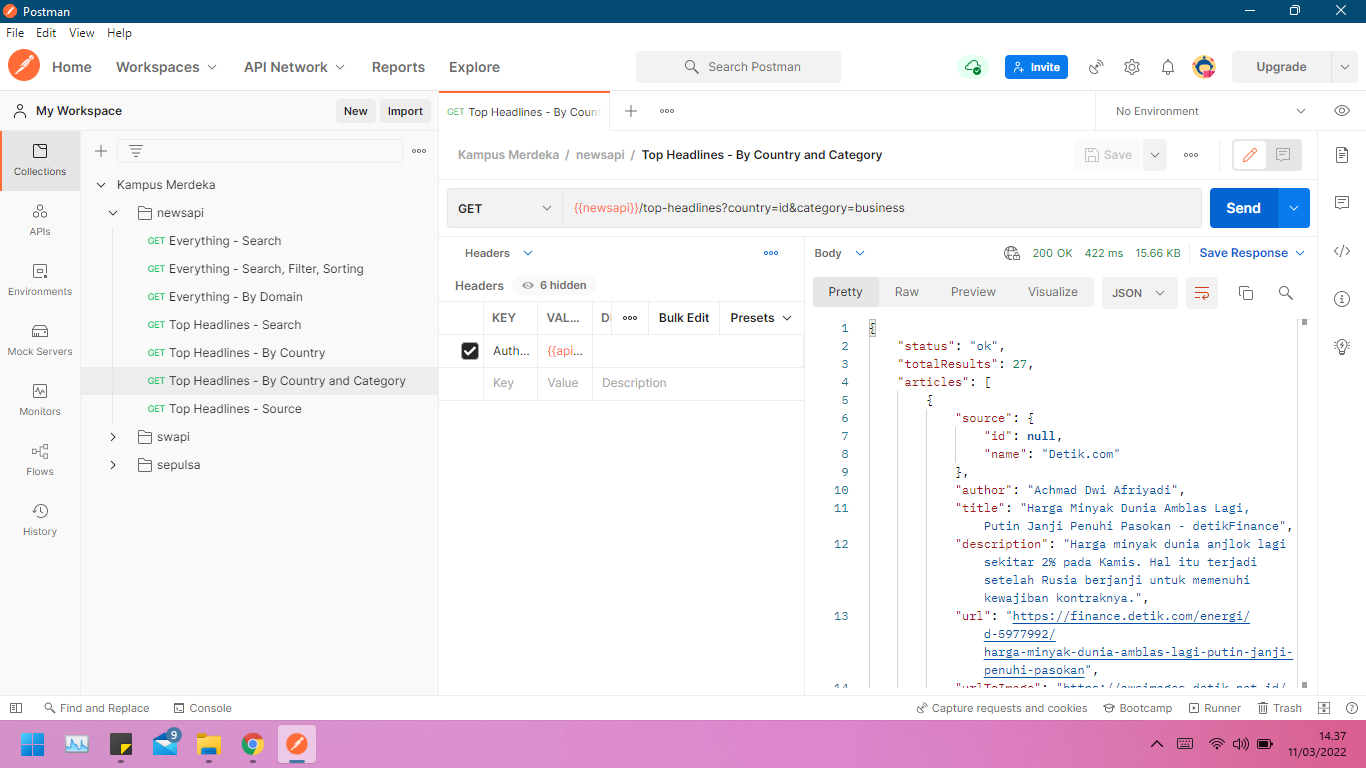 Postman
File Edit View Help
Home Workspaces API Network Reports Explore Search Postman Invite Upgrade
My Workspace New Import
GET Top Headlines - By Count
No Environment
Collections
APIs
Environments
Mock Servers
Monitors
Flows
History
Kampus Merdeka
newsapi
GET Everything - Search
GET Everything - Search, Filter, Sorting
GET Everything - By Domain
GET Top Headlines - Search
GET Top Headlines - By Country
GET Top Headlines - By Country and Category
GET Top Headlines - Source
swapi
sepulsa
Kampus Merdeka / newsapi / Top Headlines - By Country and Category
Save
GET {{newsapi}}/top-headlines?country=id&category=business Send
Headers
Headers 6 hidden
KEY VAL... DE Bulk Edit Presets
Auth... {{api...
Key Value Description
Body 200 OK 422 ms 15.66 KB Save Response
Pretty Raw Preview Visualize JSON
1 {
2 "status": "ok",
3 "totalResults": 27,
4 "articles": [
5 {
6 "source": {
7 "id": null,
8 "name": "Detik.com"
9 },
10 "author": "Achmad Dwi Afriyadi",
11 "title": "Harga Minyak Dunia Amblas Lagi,
Putin Janji Penuhi Pasokan - detikFinance",
12 "description": "Harga minyak dunia anjlok lagi
sekitar 2% pada Kamis. Hal itu terjadi
setelah Rusia berjanji untuk memenuhi
kewajiban kontraknya.",
13 "url": "https://finance.detik.com/energi/
d-5977992/
harga-minyak-dunia-amblas-lagi-putin-janji-
penuhi-pasokan",
14 "urlToImage": "https://awsimages.detik.net.id/
Find and Replace Console
Capture requests and cookies Bootcamp Runner Trash
9
14.37
11/03/2022